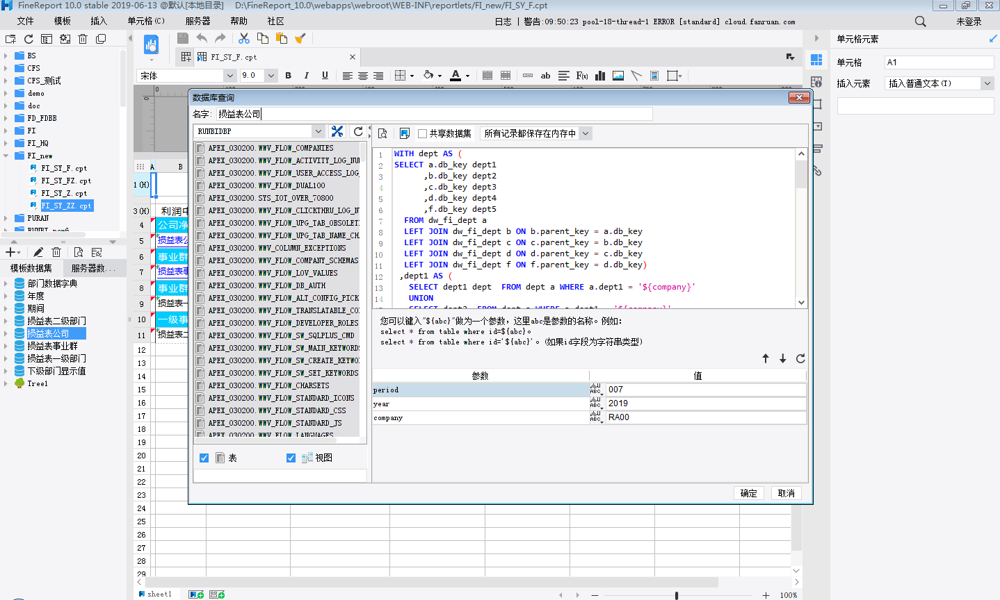 FineReport 10.0 stable 2019-06-13 @默认[本地目录]    D:\FineReport_10.0\webapps\webroot\WEB-INF\reportlets/FI_new/FI_SY_F.cpt
文件 模板 插入 单元格(C) 服务器 帮助 社区 日志 | 警告:09:50:23 pool-18-thread-1 ERROR [standard] cloud.fanruan.com 未登录
FI_SY_F.cpt
宋体 9.0
BS
CFS
CFS_测试
demo
doc
FD_FDBB
FI
FI_HQ
FI_new
FI_SY_F.cpt
FI_SY_FZ.cpt
FI_SY_Z.cpt
FI_SY_ZZ.cpt
PURAN
模板数据集 服务器数...
部门数据字典
年度
期间
损益表二级部门
损益表公司
损益表事业群
损益表一级部门
下级部门显示值
Tree1
A B
1(H)
3(H) 利润中
4 公司净
5 损益表公
6 事业群
7 损益表事
8 事业群
9 损益表一
10 一级事
11 损益表二
12
13
14
15
16
17
18
19
20
21
22
23
24
25
26
27
28
29
sheet1
100%
数据库查询
名字: 损益表公司
RUNBIDBP
共享数据集 所有记录都保存在内存中
APEX_030200.WWV_FLOW_COMPANIES
APEX_030200.WWV_FLOW_ACTIVITY_LOG_NU
APEX_030200.WWV_FLOW_USER_ACCESS_LOG_
APEX_030200.WWV_FLOW_DUAL100
APEX_030200.SYS_IOT_OVER_70800
APEX_030200.WWV_FLOW_CLICKTHRU_LOG_N
APEX_030200.WWV_FLOW_UPG_TAB_OBSOLET
APEX_030200.WWV_FLOW_UPG_TAB_NAME_CH
APEX_030200.WWV_COLUMN_EXCEPTIONS
APEX_030200.WWV_FLOW_COMPANY_SCHEMAS
APEX_030200.WWV_FLOW_LOV_VALUES
APEX_030200.WWV_FLOW_DB_AUTH
APEX_030200.WWV_FLOW_ALT_CONFIG_PICK
APEX_030200.WWV_FLOW_TRANSLATABLE_CO
APEX_030200.WWV_FLOW_DEVELOPER_ROLES
APEX_030200.WWV_FLOW_SW_SQLPLUS_CMD
APEX_030200.WWV_FLOW_SW_MAIN_KEYWORDS
APEX_030200.WWV_FLOW_SW_CREATE_KEYWO
APEX_030200.WWV_FLOW_SW_SET_KEYWORDS
APEX_030200.WWV_FLOW_CHARSETS
APEX_030200.WWV_FLOW_STANDARD_ICONS
APEX_030200.WWV_FLOW_STANDARD_CSS
APEX_030200.WWV_FLOW_STANDARD_JS
APEX_030200.WWV_FLOW_LANGUAGES
表 视图
1 WITH dept AS (
2 SELECT a.db_key dept1
3 ,b.db_key dept2
4 ,c.db_key dept3
5 ,d.db_key dept4
6 ,f.db_key dept5
7 FROM dw_fi_dept a
8 LEFT JOIN dw_fi_dept b ON b.parent_key = a.db_key
9 LEFT JOIN dw_fi_dept c ON c.parent_key = b.db_key
10 LEFT JOIN dw_fi_dept d ON d.parent_key = c.db_key
11 LEFT JOIN dw_fi_dept f ON f.parent_key = d.db_key)
12 ,dept1 AS (
13 SELECT dept1 dept  FROM dept a WHERE a.dept1 = '${company}'
14 UNION
您可以键入"${abc}"做为一个参数，这里abc是参数的名称。例如:
select * from table where id=${abc}。
select * from table where id='${abc}'。(如果id字段为字符串类型)
参数 值
period 007
year 2019
company RA00
确定 取消
单元格元素
单元格 A1
插入元素 插入普通文本(T)